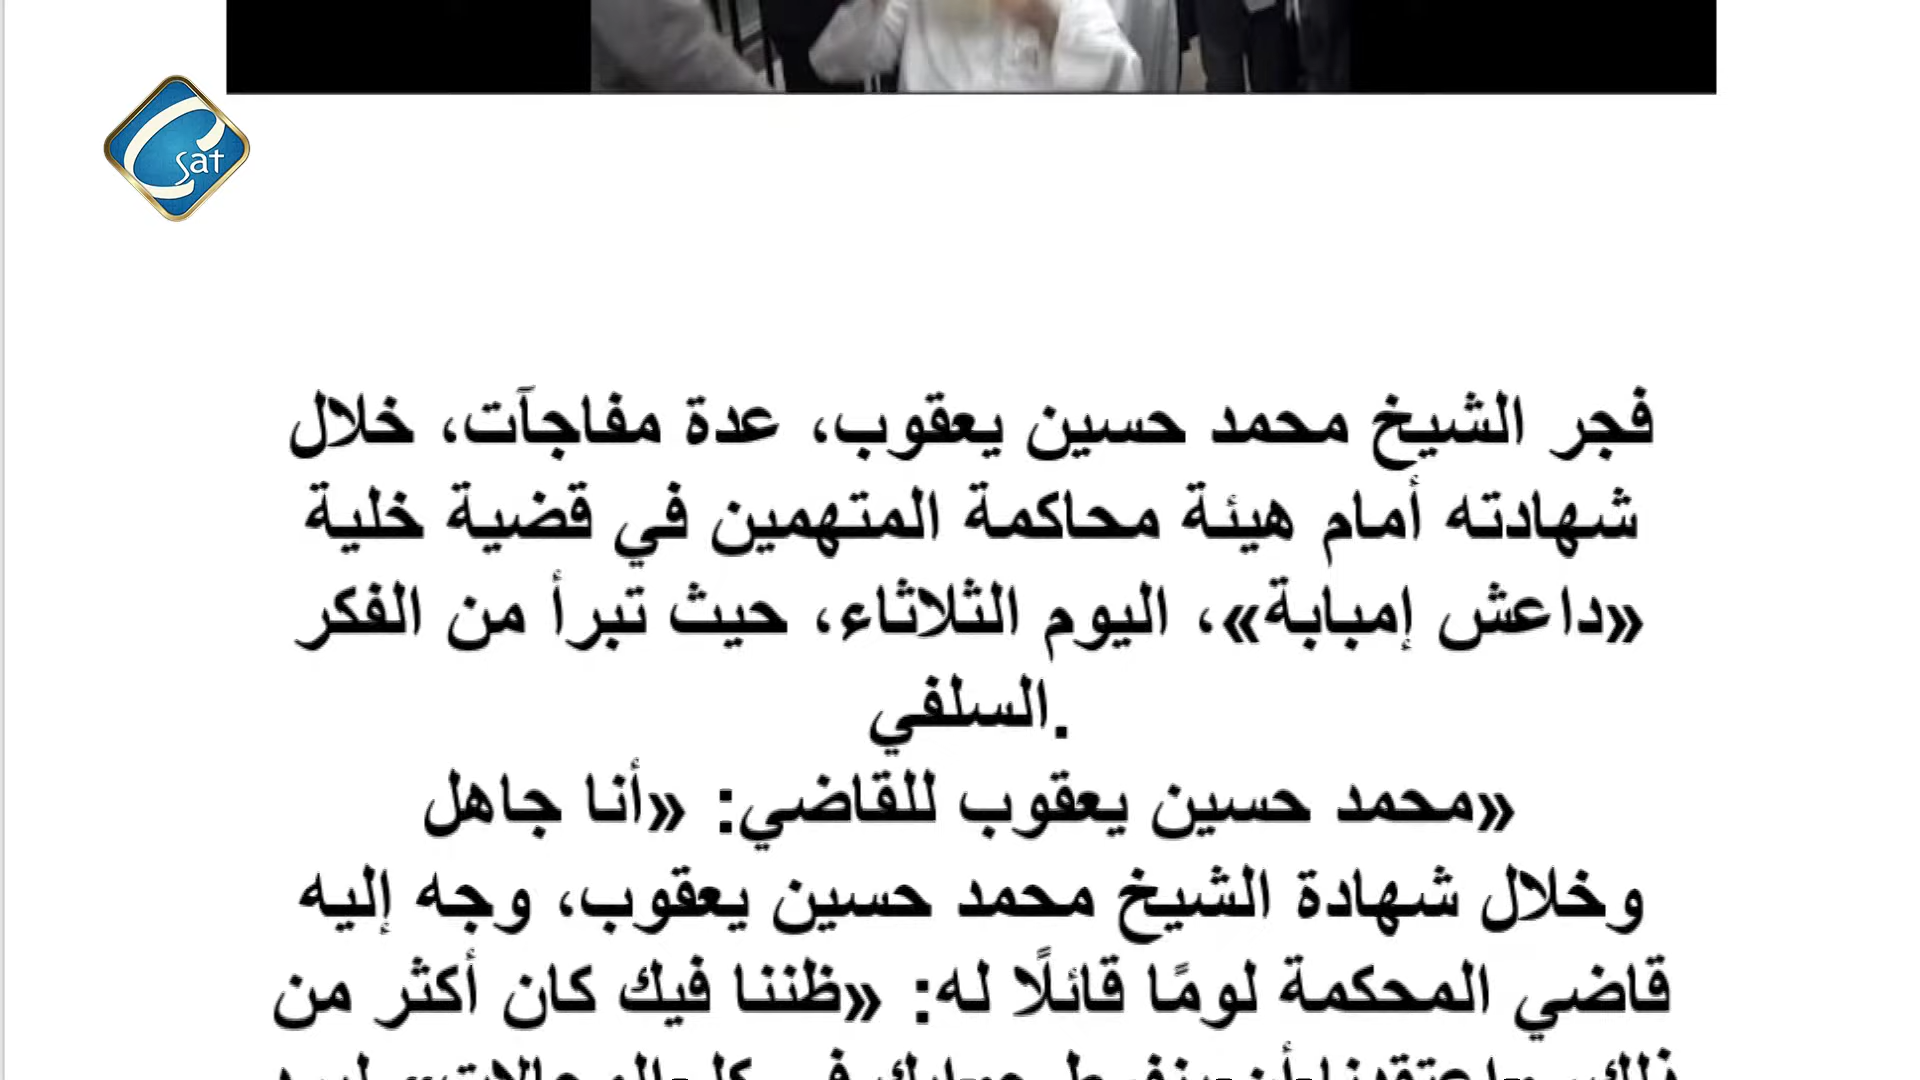 Csat
فجر الشيخ محمد حسين يعقوب، عدة مفاجآت، خلال
شهادته أمام هيئة محاكمة المتهمين في قضية خلية
«داعش إمبابة»، اليوم الثلاثاء، حيث تبرأ من الفكر
.السلفي
«محمد حسين يعقوب للقاضي: «أنا جاهل
وخلال شهادة الشيخ محمد حسين يعقوب، وجه إليه
قاضي المحكمة لومًا قائلًا له: «ظننا فيك كان أكثر من